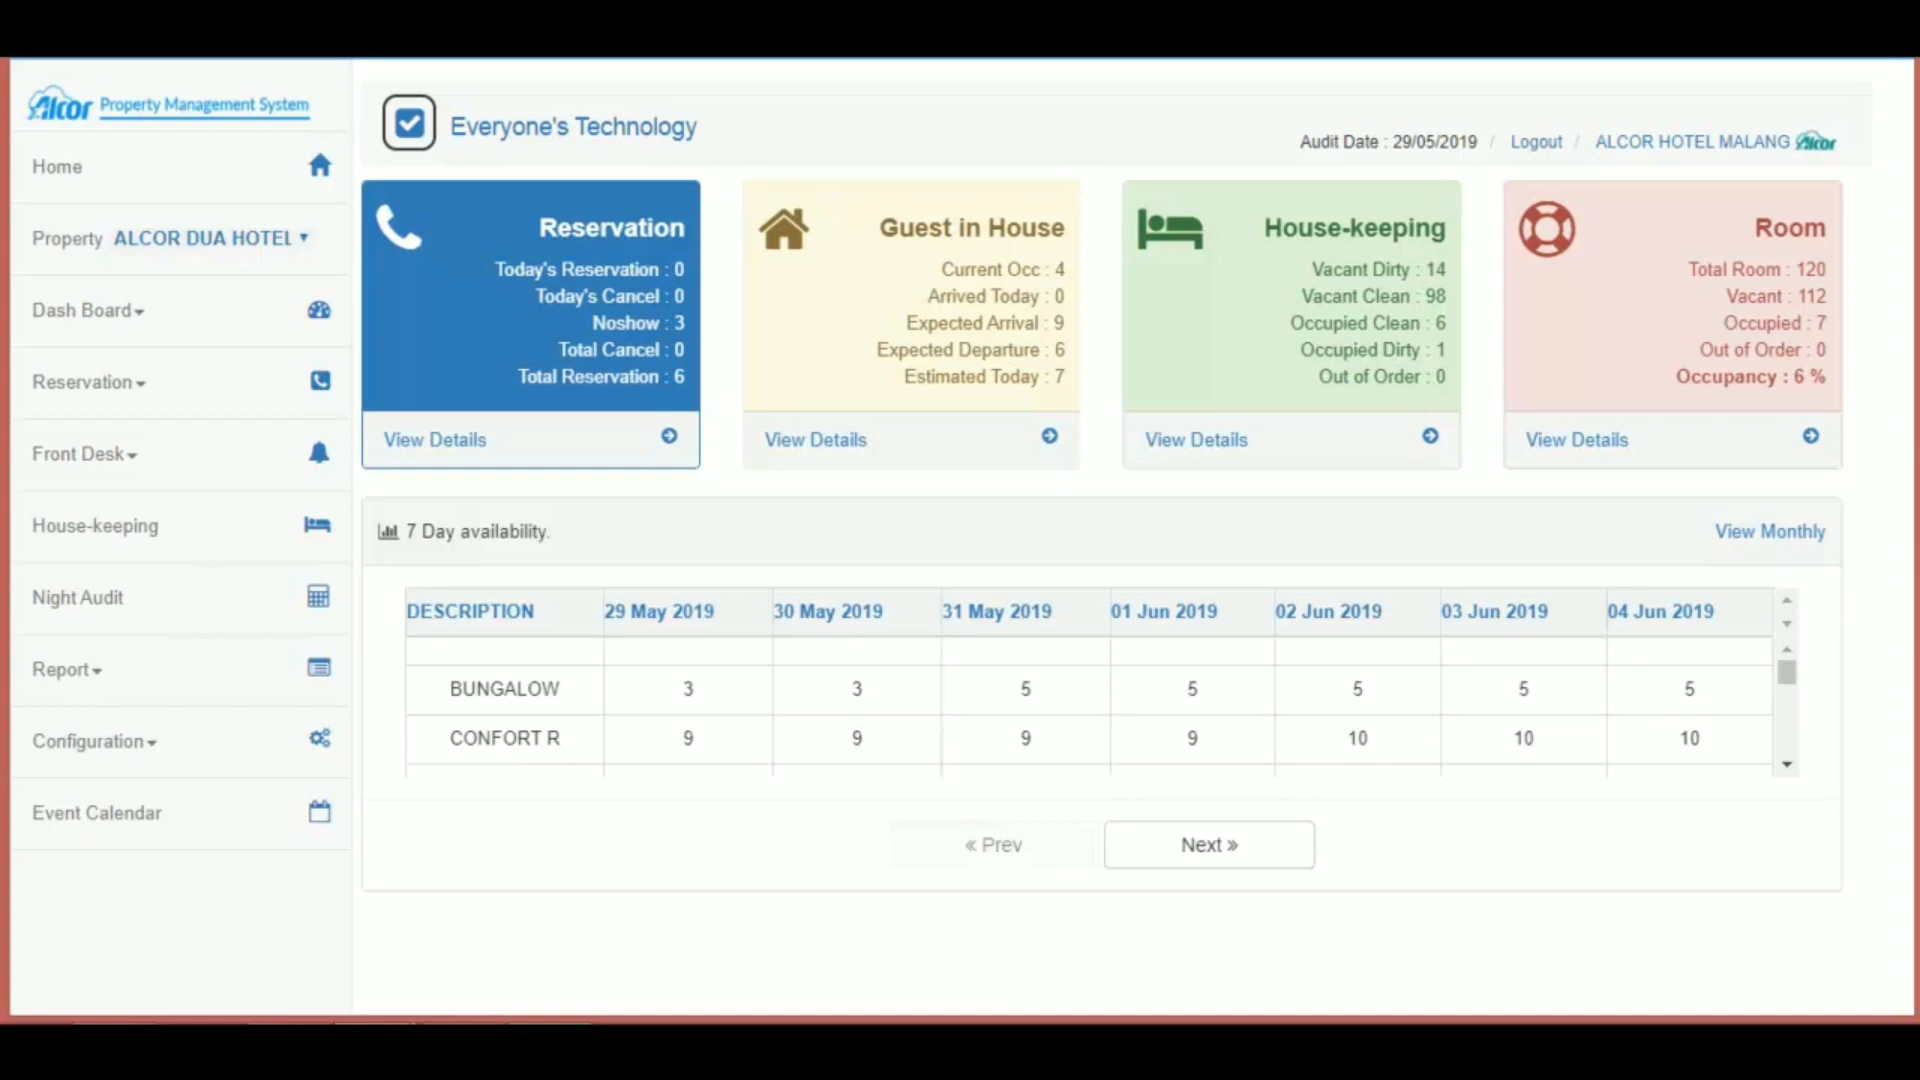 Alcor Property Management System
Home
Property ALCOR DUA HOTEL
Dash Board
Reservation
Front Desk
House-keeping
Night Audit
Report
Configuration
Event Calendar
Everyone's Technology
Audit Date : 29/05/2019 / Logout / ALCOR HOTEL MALANG Alcor
Reservation
Today's Reservation : 0
Today's Cancel : 0
Noshow : 3
Total Cancel : 0
Total Reservation : 6
View Details
Guest in House
Current Occ : 4
Arrived Today : 0
Expected Arrival : 9
Expected Departure : 6
Estimated Today : 7
View Details
House-keeping
Vacant Dirty : 14
Vacant Clean : 98
Occupied Clean : 6
Occupied Dirty : 1
Out of Order : 0
View Details
Room
Total Room : 120
Vacant : 112
Occupied : 7
Out of Order : 0
Occupancy : 6 %
View Details
7 Day availability.
View Monthly
DESCRIPTION 29 May 2019 30 May 2019 31 May 2019 01 Jun 2019 02 Jun 2019 03 Jun 2019 04 Jun 2019
BUNGALOW 3 3 5 5 5 5 5
CONFORT R 9 9 9 9 10 10 10
« Prev
Next »